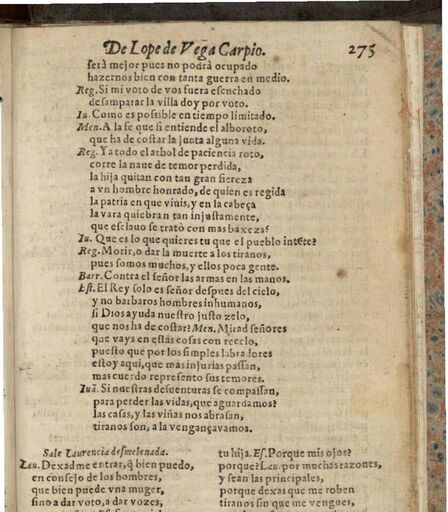 De Lope de Vega Carpio. 275
serà mejor pues no podrà ocupado
hazernos bien con tanta guerra en medio.
Reg. Si mi voto de vos fuera escuchado
desamparar la villa doy por voto.
Iu. Como es possible en tiempo limitado.
Men. A la fe que si entiende el alboroto,
que ha de costar la junta alguna vida.
Reg. Ya todo el arbol de paciencia roto,
corre la naue de temor perdida,
la hija quitan con tan gran fiereza
a vn hombre honrado, de quien es regida
la patria en que viuis, y en la cabeça
la vara quiebran tan injustamente,
que esclauo se tratò con mas baxeza?
Iu. Que es lo que quieres tu que el pueblo intẽte?
Reg. Morir, o dar la muerte a los tiranos,
pues somos muchos, y ellos poca gente.
Barr. Contra el señor las armas en las manos.
Est. El Rey solo es señor despues del cielo,
y no barbaros hombres inhumanos,
si Dios ayuda nuestro justo zelo,
que nos ha de costar? Men. Mirad señores
que vays en estas cosas con recelo,
puesto que por los simples labradores
estoy aqui, que mas injurias passan,
mas cuerdo represento sus temores.
Iuã. Si nuestras desuenturas se compassan,
para perder las vidas, que aguardamos?
las casas, y las viñas nos abrasan,
tiranos son, a la vengança vamos.
Sale Laurencia desmelenada.
Lau. Dexadme entrar, q̃ bien puedo,
en consejo de los hombres,
que bien puede vna muger,
sino a dar voto, a dar vozes,
tu hija. Es. Porque mis ojos?
porque? Lau. por muchas razones,
y sean las principales,
porque dexas que me roben
tiranos sin que me vengues,